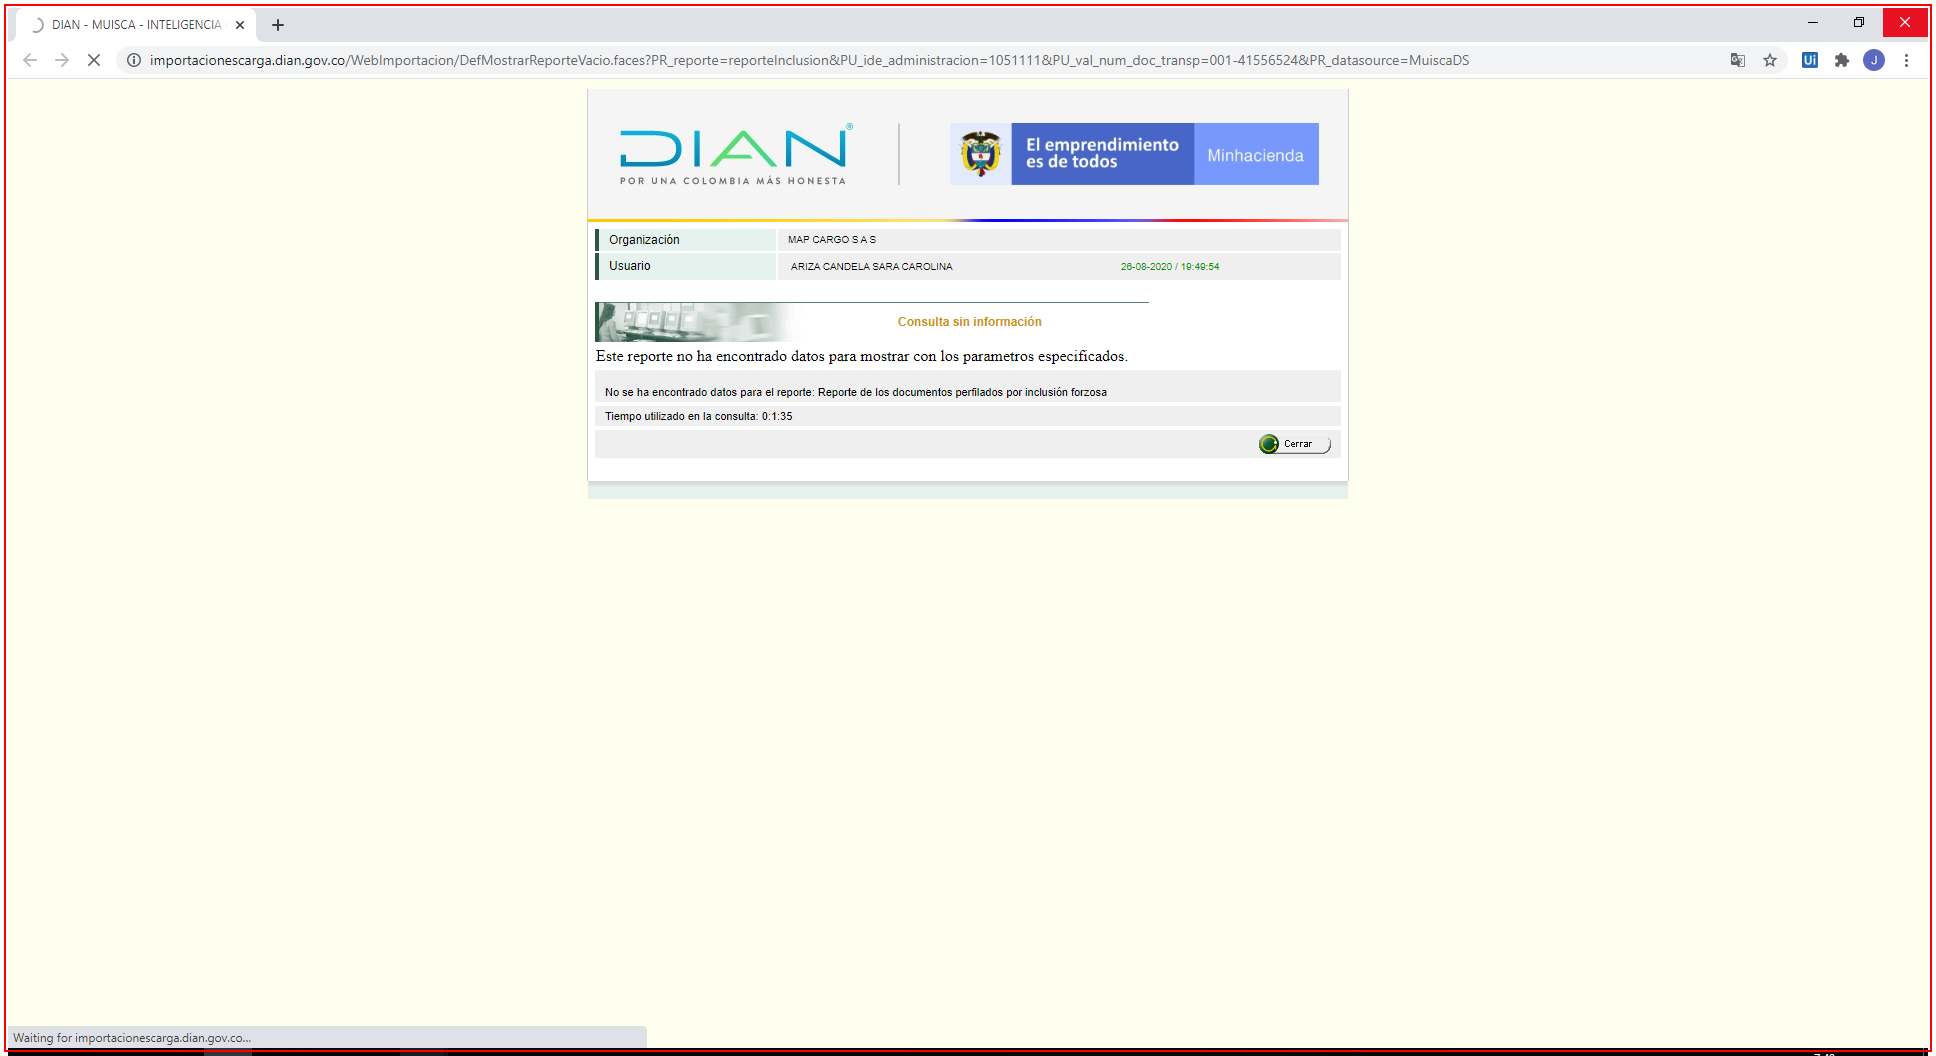 DIAN - MUISCA - INTELIGENCIA
importacionescarga.dian.gov.co/WebImportacion/DefMostrarReporteVacio.faces?PR_reporte=reporteInclusion&PU_ide_administracion=1051111&PU_val_num_doc_transp=001-41556524&PR_datasource=MuiscaDS
Ui
J
DIAN®
POR UNA COLOMBIA MÁS HONESTA
El emprendimiento
es de todos
Minhacienda
Organización MAP CARGO S A S
Usuario ARIZA CANDELA SARA CAROLINA 26-08-2020 / 19:49:54
Consulta sin información
Este reporte no ha encontrado datos para mostrar con los parametros especificados.
No se ha encontrado datos para el reporte: Reporte de los documentos perfilados por inclusión forzosa
Tiempo utilizado en la consulta: 0:1:35
Cerrar
Waiting for importacionescarga.dian.gov.co...